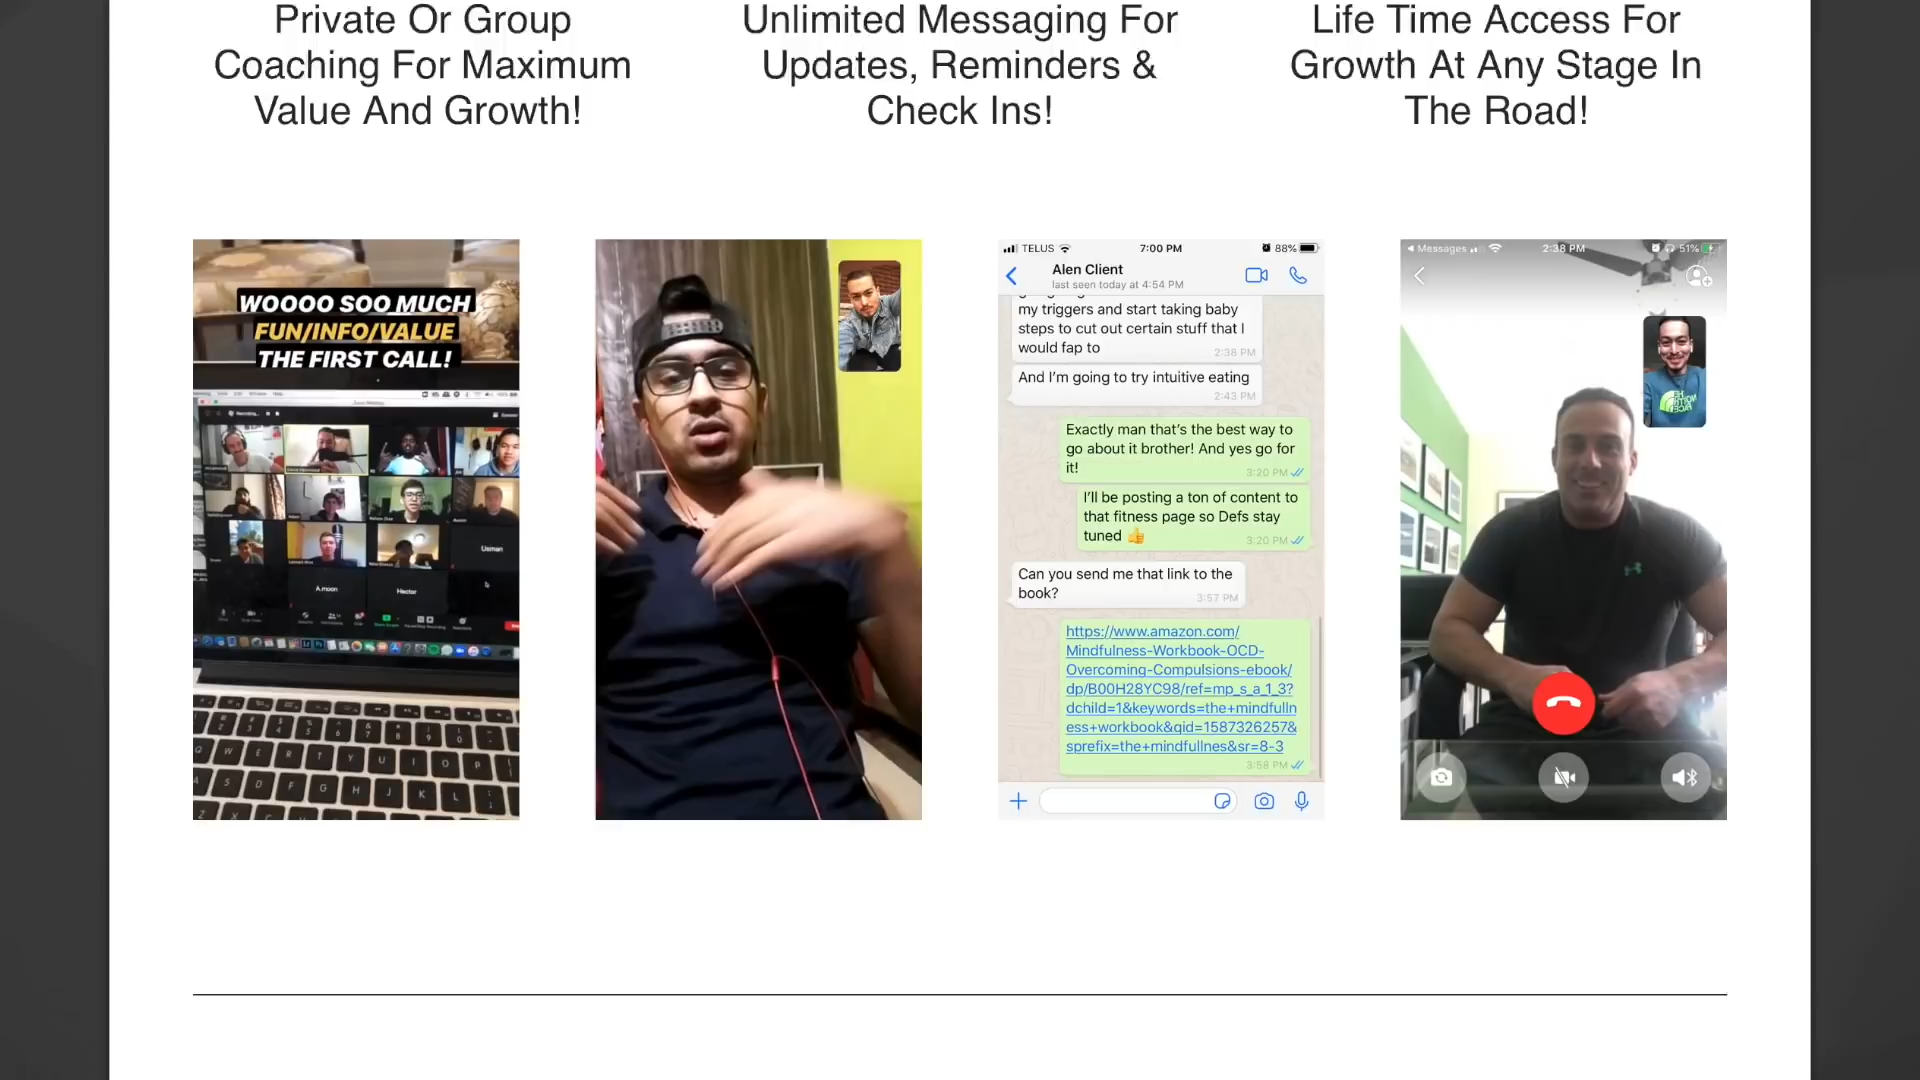 Private Or Group
Coaching For Maximum
Value And Growth!
Unlimited Messaging For
Updates, Reminders &
Check Ins!
Life Time Access For
Growth At Any Stage In
The Road!
WOOOO SOO MUCH
FUN/INFO/VALUE
THE FIRST CALL!
Usman
A.moon
Hector
TELUS
7:00 PM
88%
Alen Client
last seen today at 4:54 PM
my triggers and start taking baby
steps to cut out certain stuff that I
would fap to
2:38 PM
And I'm going to try intuitive eating
2:43 PM
Exactly man that's the best way to
go about it brother! And yes go for
it!
3:20 PM
I'll be posting a ton of content to
that fitness page so Defs stay
tuned 👍
3:20 PM
Can you send me that link to the
book?
3:57 PM
https://www.amazon.com/
Mindfulness-Workbook-OCD-
Overcoming-Compulsions-ebook/
dp/B00H28YC98/ref=mp_s_a_1_3?
dchild=1&keywords=the+mindfulln
ess+workbook&qid=1587326257&
sprefix=the+mindfullnes&sr=8-3
3:58 PM
Messages
2:38 PM
51%